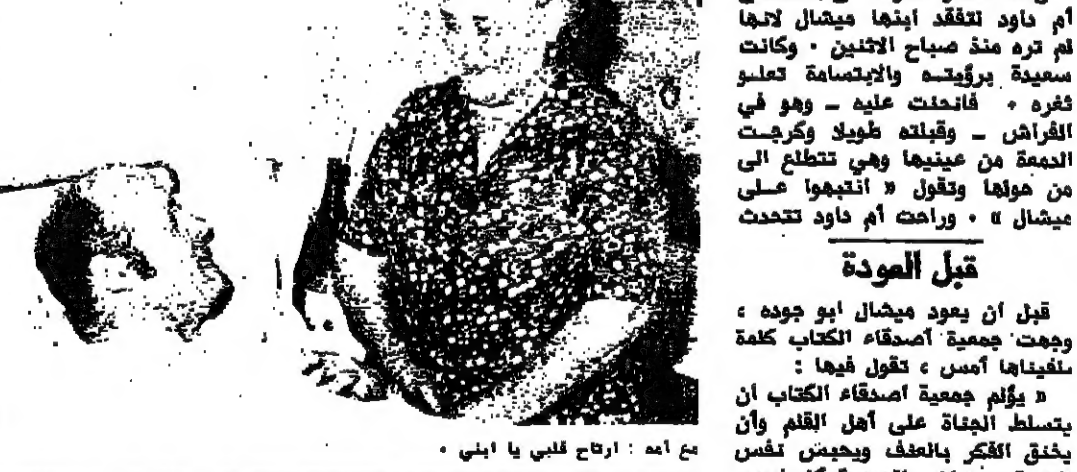 أم داود تتفقد ابنها ميشال لانها
لم تره منذ صباح الاثنين . وكانت
سعيدة برؤيته والابتسامة تعلو
ثغره . فانحنت عليه ــ وهو في
الفراش ــ وقبلته طويلا وكرجت
الدمعة من عينيها وهي تتطلع الى
من حولها وتقول « انتبهوا على
ميشال » . وراحت أم داود تتحدث
قبل العودة
قبل ان يعود ميشال ابو جوده ،
وجهت جمعية أصدقاء الكتاب كلمة
تلقيناها أمس ، تقول فيها :
« يؤلم جمعية اصدقاء الكتاب أن
يتسلط الجناة على أهل القلم وأن
يخنق الفكر بالعنف ويحبس نفس
مع أمه : ارتاح قلبي يا ابني .